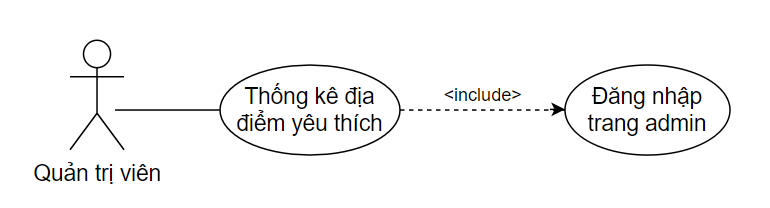 Thống kê địa
điểm yêu thích
<include>
Đăng nhập
trang admin
Quản trị viên